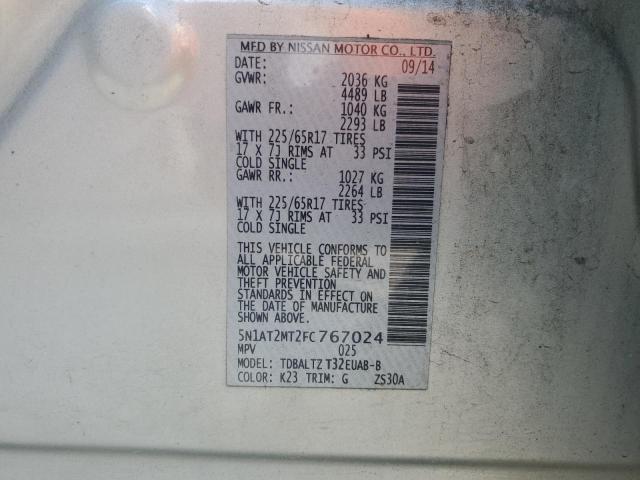 MFD BY NISSAN MOTOR CO., LTD.
DATE: 09/14
GVWR: 2036 KG
4489 LB
GAWR FR.: 1040 KG
2293 LB
WITH 225/65R17 TIRES
17 X 7J RIMS AT 33 PSI
COLD SINGLE
GAWR RR.: 1027 KG
2264 LB
WITH 225/65R17 TIRES
17 X 7J RIMS AT 33 PSI
COLD SINGLE
THIS VEHICLE CONFORMS TO
ALL APPLICABLE FEDERAL
MOTOR VEHICLE SAFETY AND
THEFT PREVENTION
STANDARDS IN EFFECT ON
THE DATE OF MANUFACTURE
SHOWN ABOVE.
5N1AT2MT2FC767024
MPV 025
MODEL: TDBALTZ T32EUAB-B
COLOR: K23 TRIM: G ZS30A